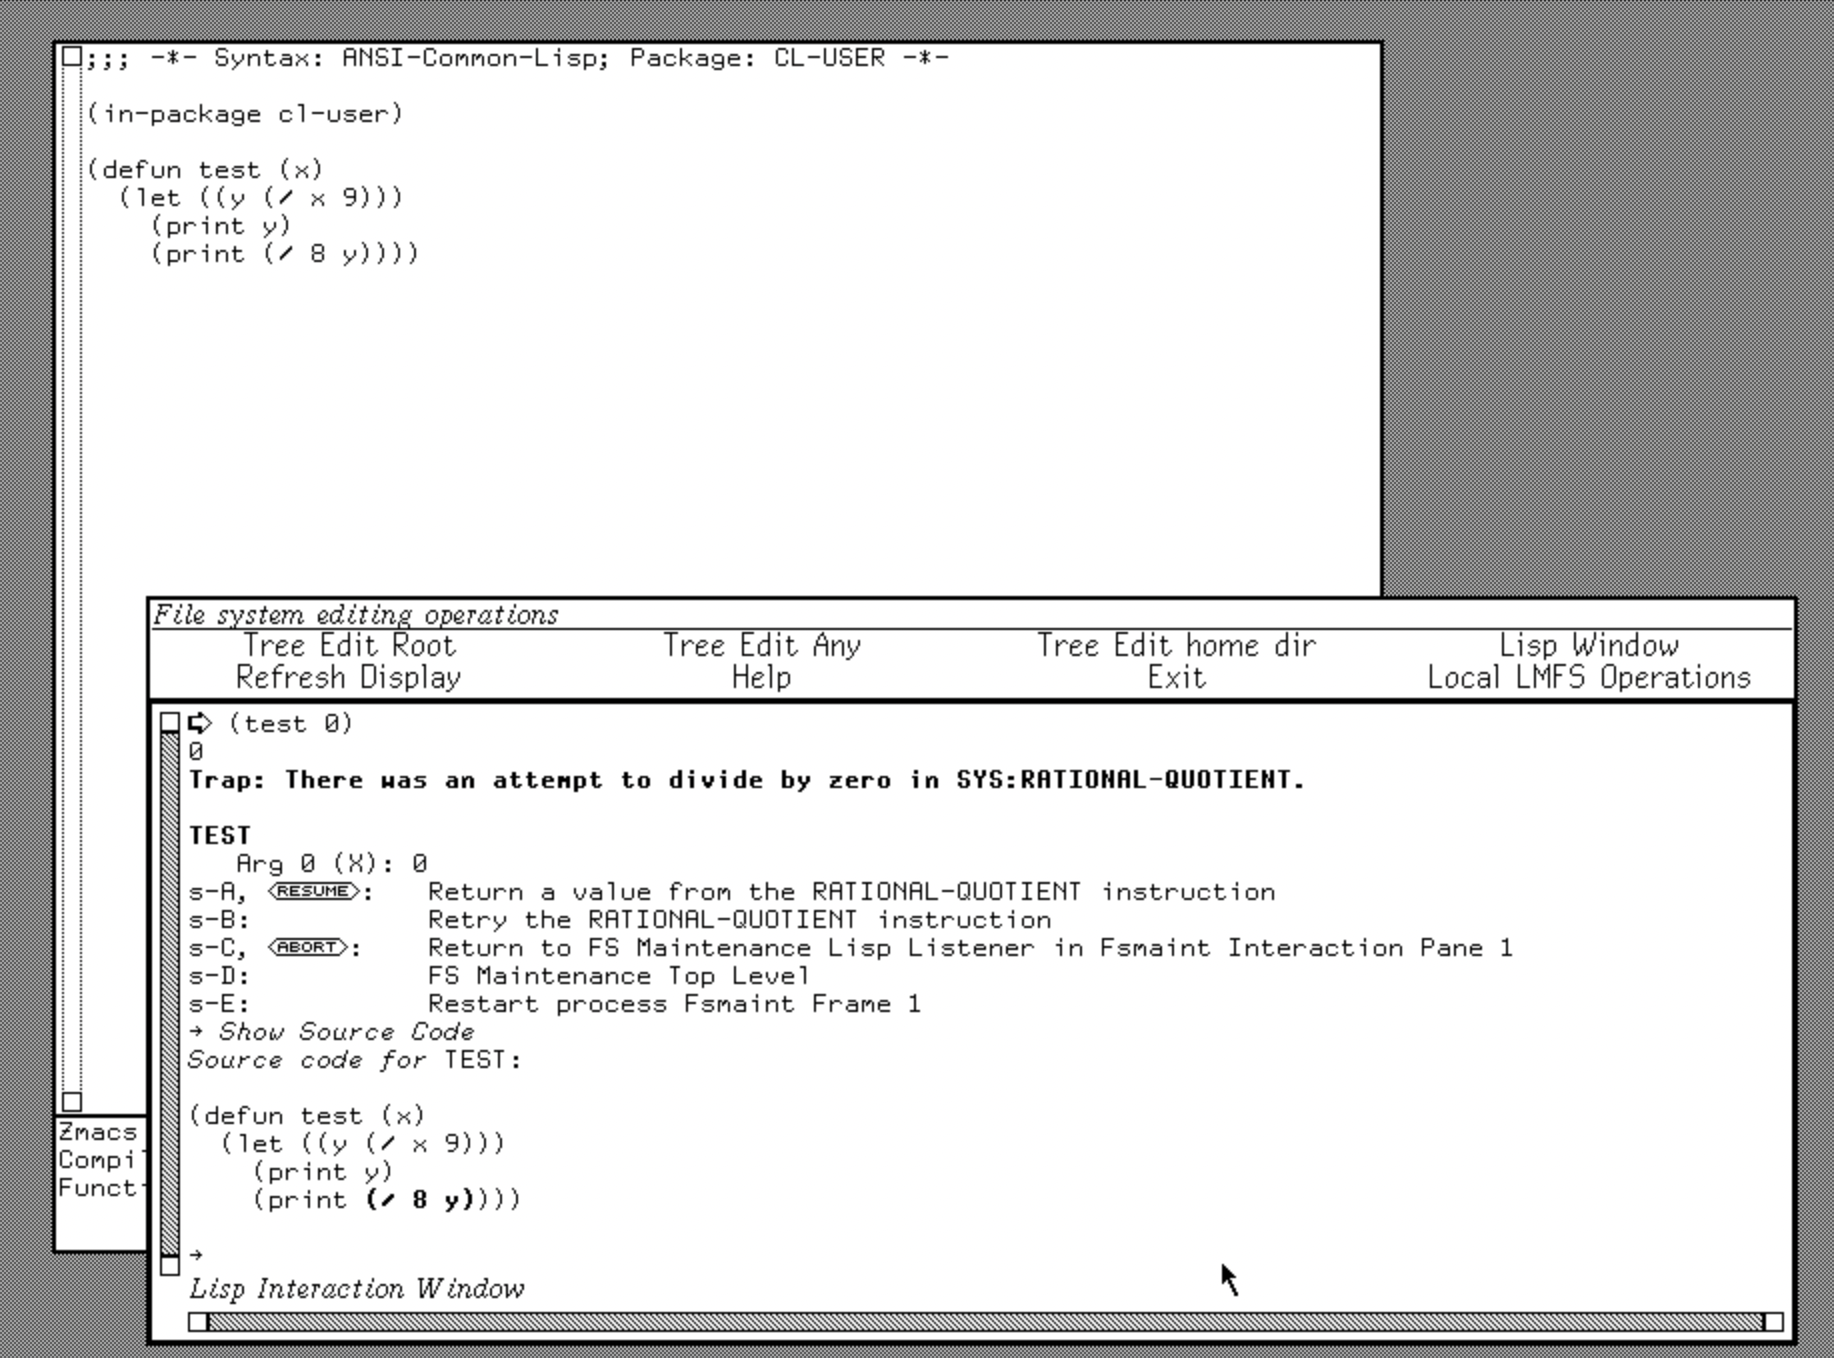 ;;; -*- Syntax: ANSI-Common-Lisp; Package: CL-USER -*-
(in-package cl-user)
(defun test (x)
  (let ((y (/ x 9)))
    (print y)
    (print (/ 8 y))))
File system editing operations
Tree Edit Root Tree Edit Any Tree Edit home dir Lisp Window
Refresh Display Help Exit Local LMFS Operations
(test 0)
0
Trap: There was an attempt to divide by zero in SYS:RATIONAL-QUOTIENT.
TEST
   Arg 0 (X): 0
s-A, <RESUME>: Return a value from the RATIONAL-QUOTIENT instruction
s-B: Retry the RATIONAL-QUOTIENT instruction
s-C, <ABORT>: Return to FS Maintenance Lisp Listener in Fsmaint Interaction Pane 1
s-D: FS Maintenance Top Level
s-E: Restart process Fsmaint Frame 1
→ Show Source Code
Source code for TEST:
(defun test (x)
  (let ((y (/ x 9)))
    (print y)
    (print (/ 8 y))))
→
Lisp Interaction Window
Zmacs
Compi
Funct